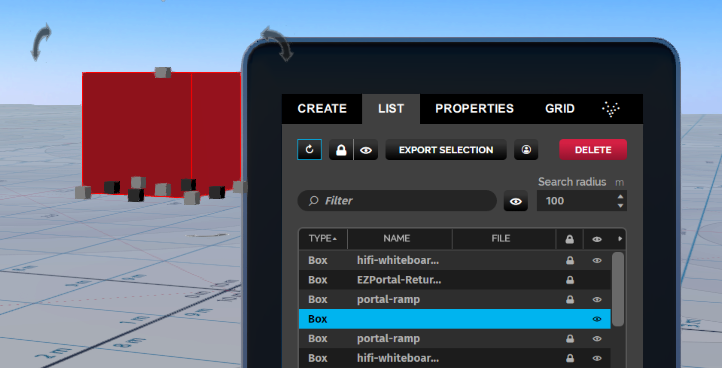 CREATE LIST PROPERTIES GRID
EXPORT SELECTION DELETE
Search radius m
Filter 100
TYPE NAME FILE
Box hifi-whiteboar...
Box EZPortal-Retur...
Box portal-ramp
Box
Box portal-ramp
Box hifi-whiteboar...